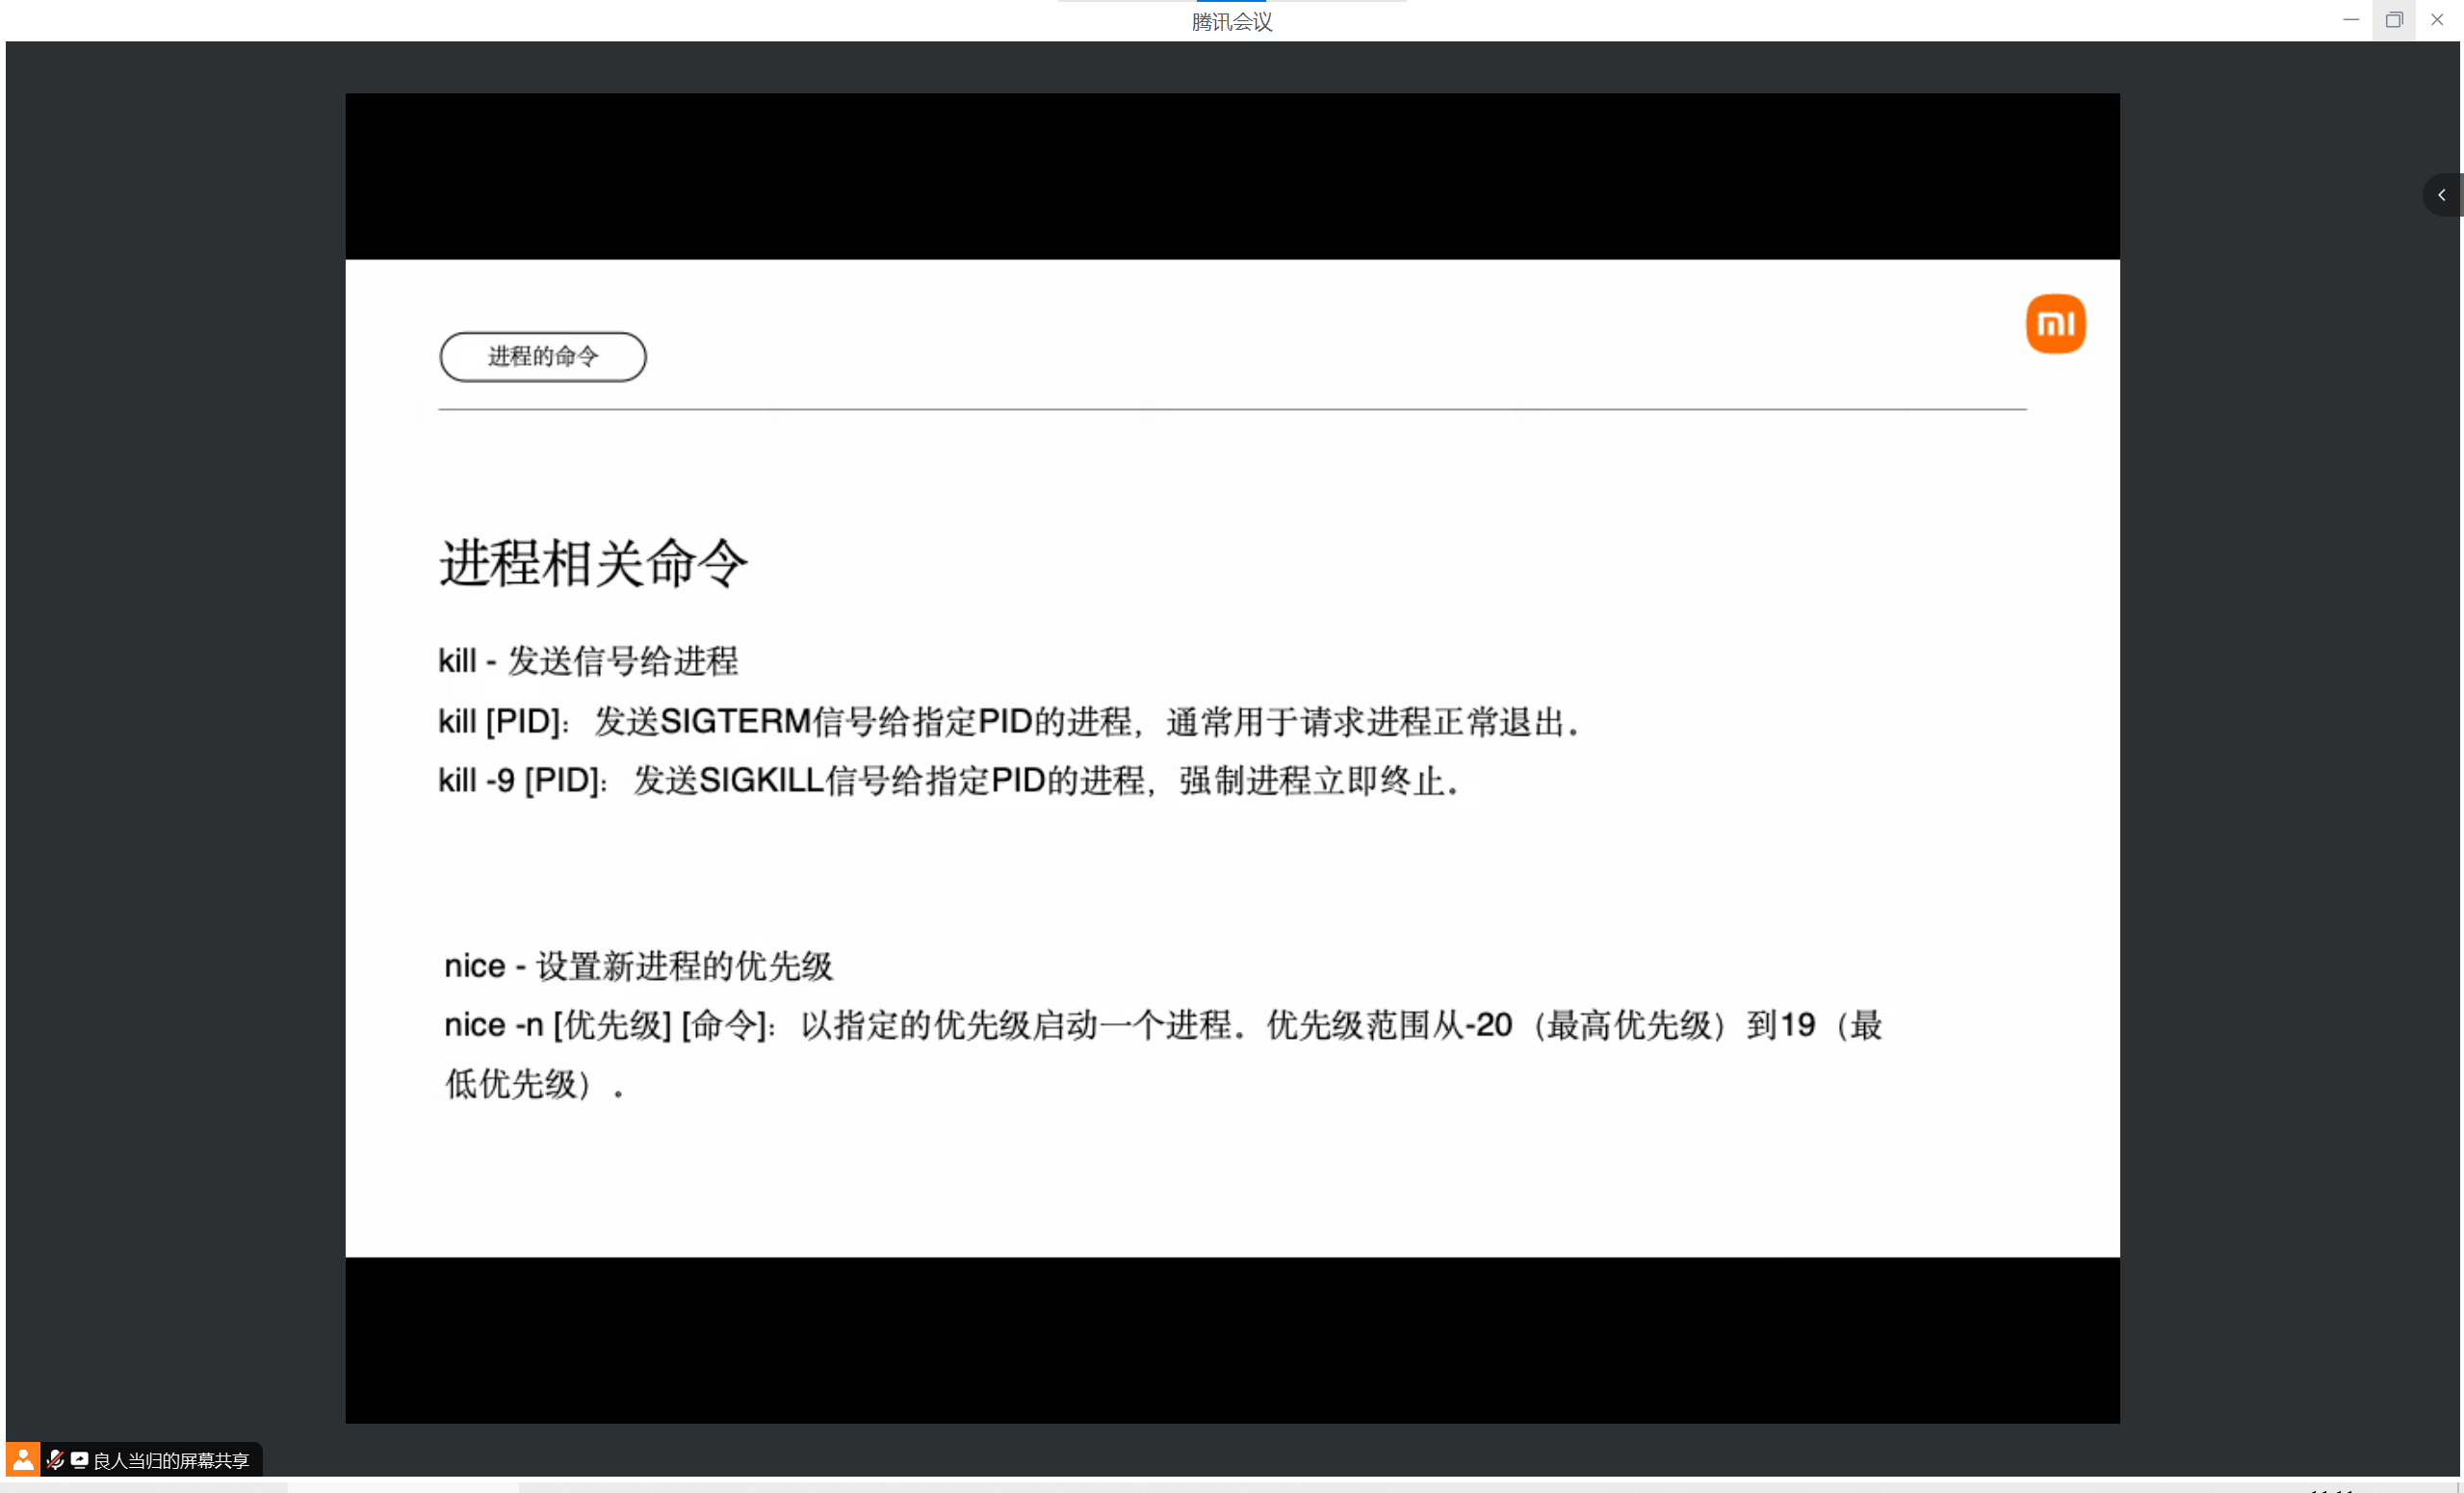 腾讯会议
mi
进程的命令
进程相关命令
kill - 发送信号给进程
kill [PID]： 发送SIGTERM信号给指定PID的进程，通常用于请求进程正常退出。
kill -9 [PID]： 发送SIGKILL信号给指定PID的进程，强制进程立即终止。
nice - 设置新进程的优先级
nice -n [优先级] [命令]： 以指定的优先级启动一个进程。优先级范围从-20（最高优先级）到19（最
低优先级）。
良人当归的屏幕共享